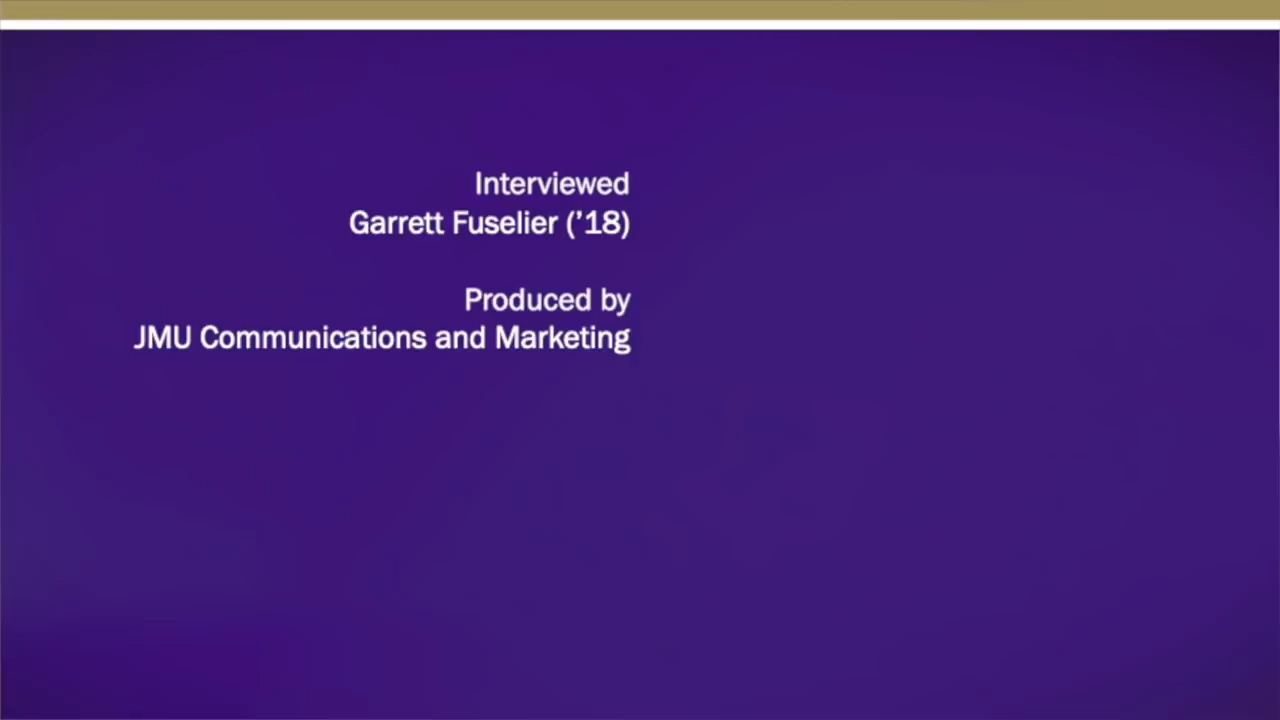 Interviewed
Garrett Fuselier (’18)
Produced by
JMU Communications and Marketing